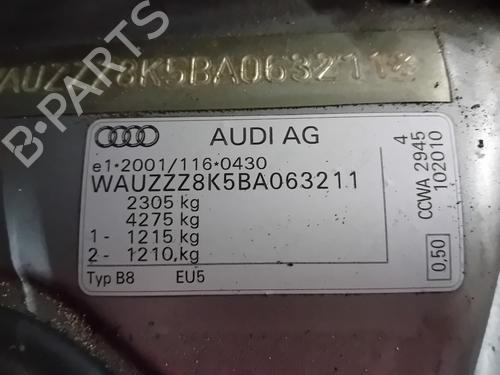 WAUZZZ8K5BA063211
AUDI AG
e1*2001/116*0430
WAUZZZ8K5BA063211
2305 kg
4275 kg
1- 1215 kg
2- 1210 kg
Typ B8 EU5
4
CCWA 2945
102010
0,50
B-PARTS